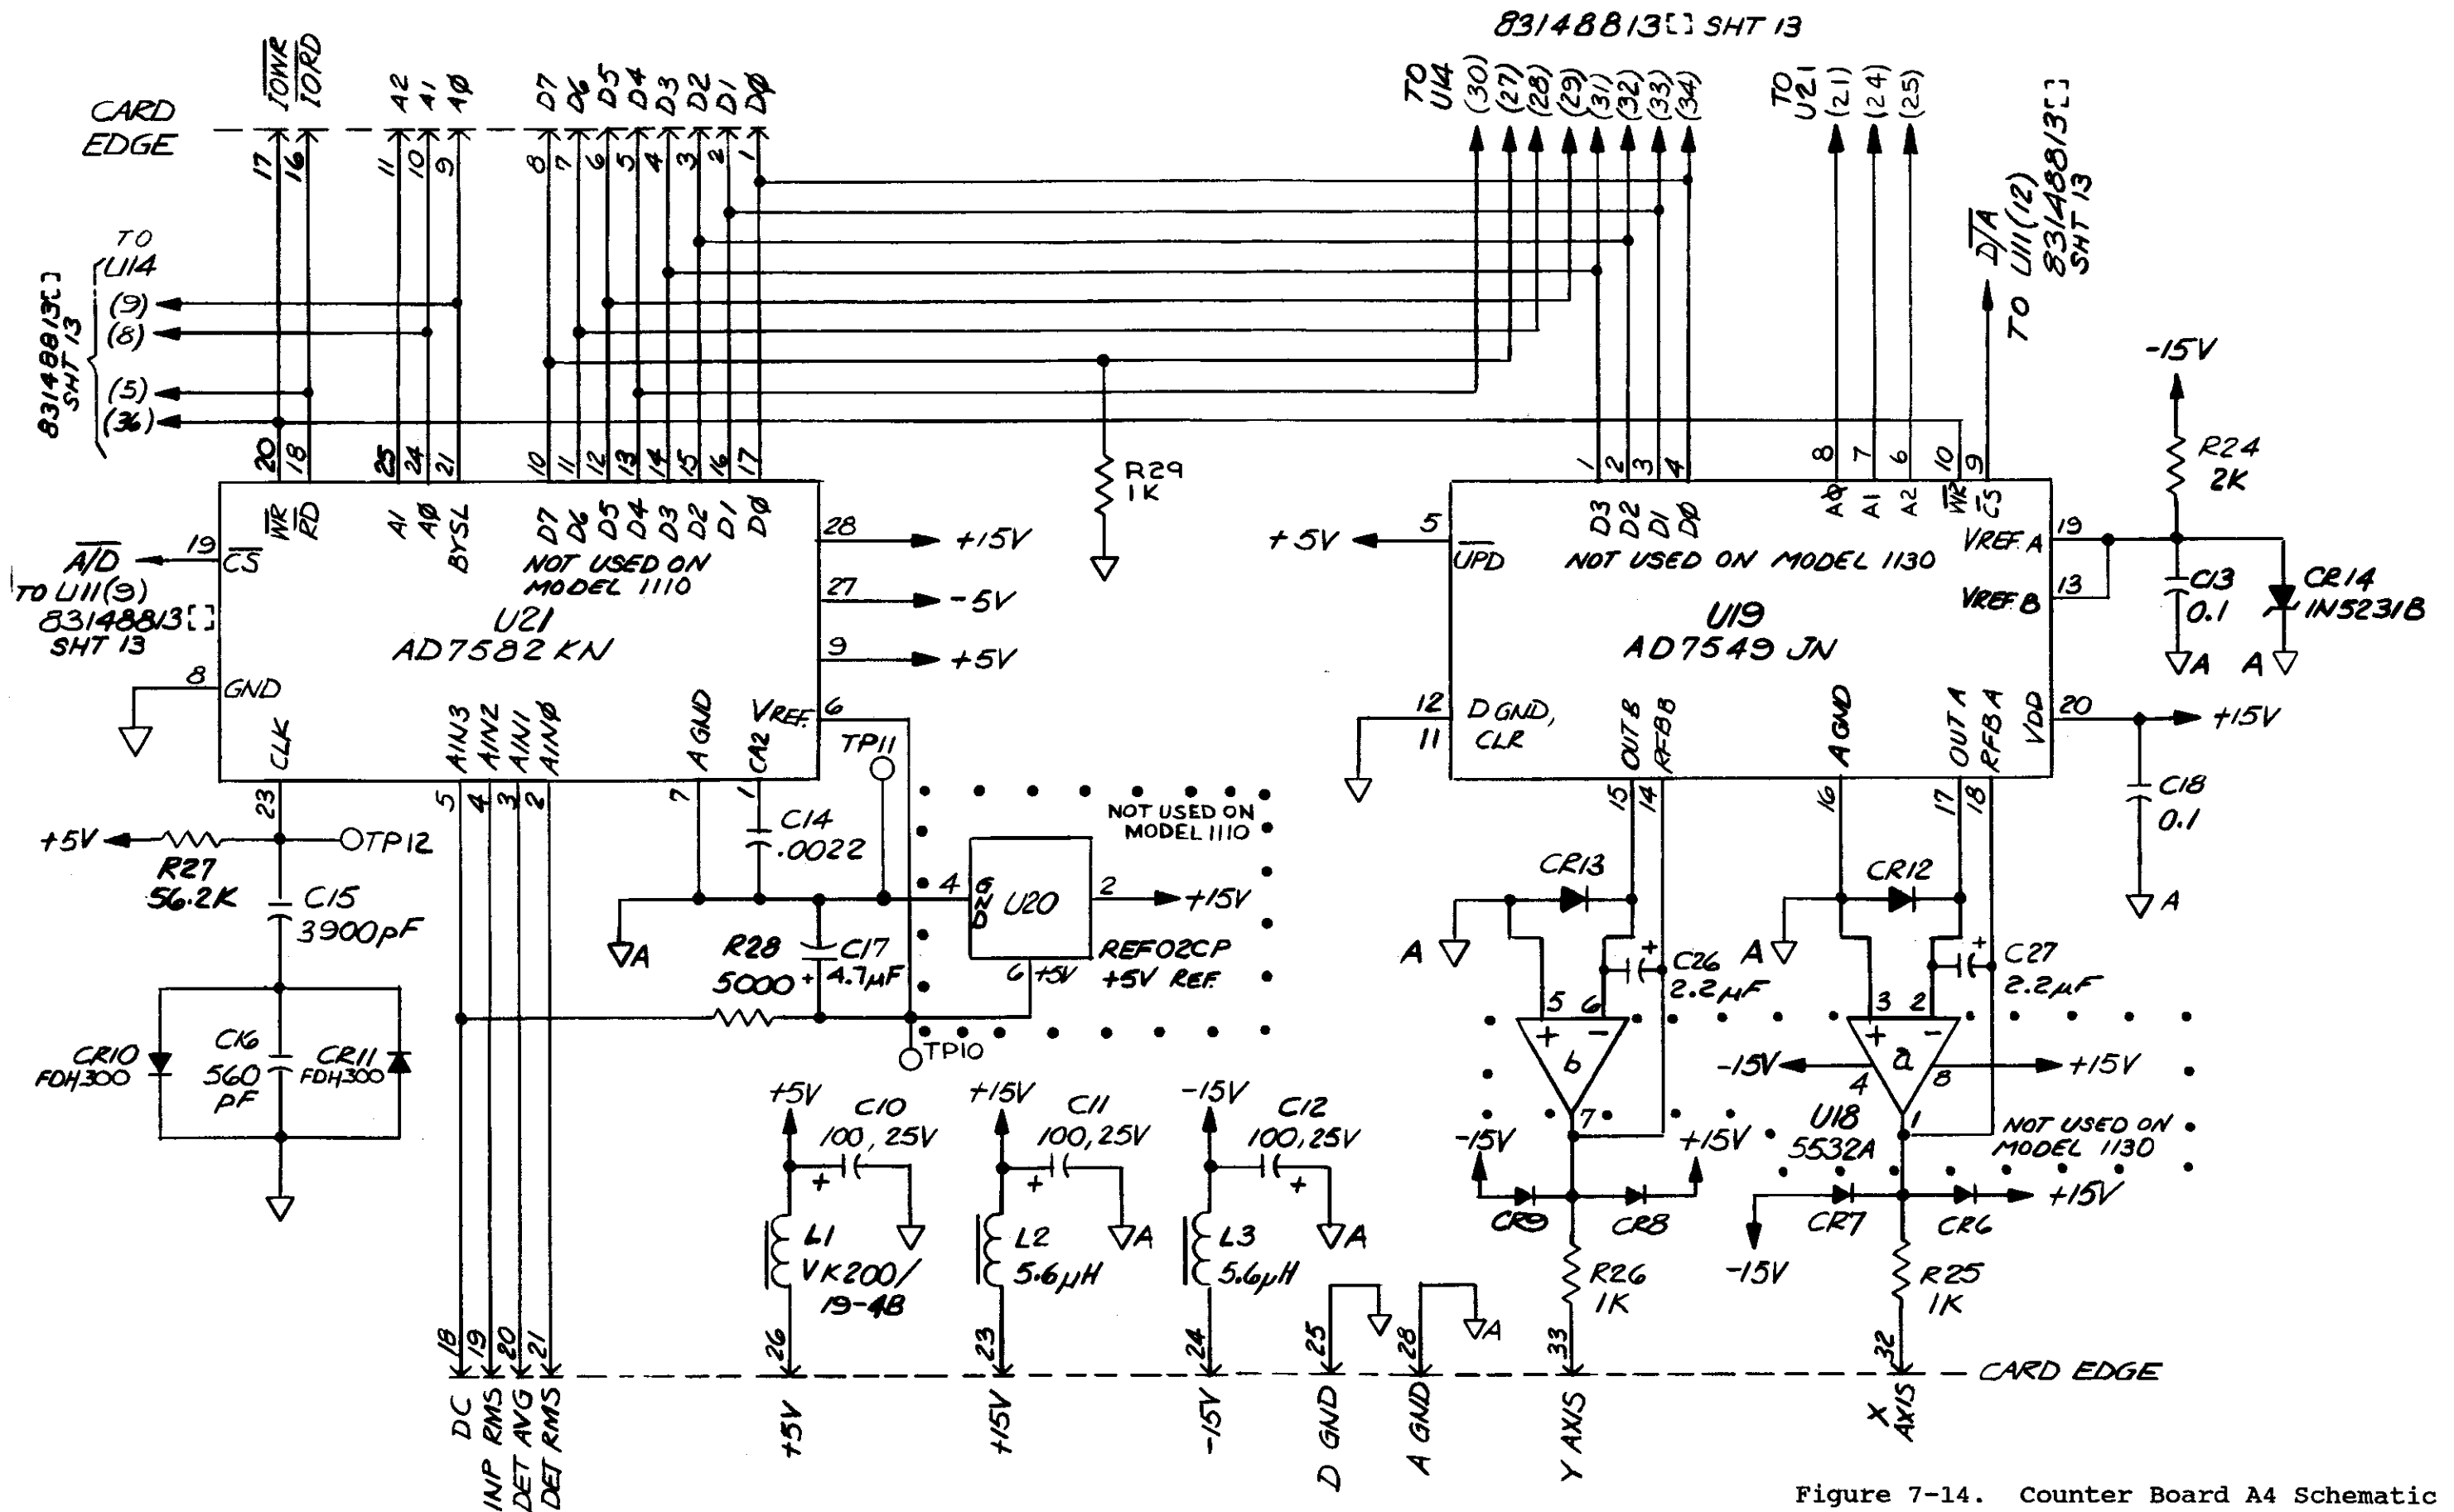 83148813[] SHT 13
CARD
EDGE
IOWR
IORD
A2
A1
AØ
D7
D6
D5
D4
D3
D2
D1
DØ
TO
U14
(30)
(27)
(28)
(29)
(31)
(32)
(33)
(34)
TO
U21
(21)
(24)
(25)
D/A
TO U11(12)
83148813[]
SHT 13
17
16
11
10
9
8
7
6
5
4
3
2
1
TO
U14
(9)
(8)
(5)
(36)
83148813[]
SHT 13
20
18
25
24
21
10
11
12
13
14
15
16
17
R29
1K
1
2
3
4
8
7
6
10
9
-15V
R24
2K
WR
RD
A1
AØ
BYSL
D7
D6
D5
D4
D3
D2
D1
DØ
NOT USED ON
MODEL 1110
U21
AD7582KN
19
CS
A/D
TO U11(9)
83148813[]
SHT 13
8
GND
CLK
AIN3
AIN2
AIN1
AINØ
A GND
CA2
VREF.
28
+15V
27
-5V
9
+5V
6
+5V
5
UPD
D3
D2
D1
DØ
AØ
A1
A2
WR
CS
NOT USED ON MODEL 1130
U19
AD7549 JN
VREF. A
19
VREF. B
13
C13
0.1
A
CR14
1N5231B
A
12
11
D GND,
CLR
OUT B
RFB B
A GND
OUT A
RFB A
VDD
20
+15V
C18
0.1
A
23
5
4
3
2
7
1
TP11
+5V
R27
56.2K
TP12
C15
3900pF
CR10
FDH300
C16
560
PF
CR11
FDH300
C14
.0022
A
R28
5000
C17
+ 4.7µF
NOT USED ON
MODEL 1110
4
GND
U20
2
+15V
6
+5V
REF02CP
+5V REF.
TP10
15
14
16
17
18
CR13
A
C26
2.2µF
+
5
6
+
-
b
7
CR12
A
C27
2.2µF
+
3
2
+
-
a
-15V
4
8
+15V
1
U18
5532A
NOT USED ON
MODEL 1130
-15V
+15V
CR9
CR8
CR7
CR6
+15V
-15V
R26
1K
R25
1K
+5V
C10
100, 25V
+
L1
VK200/
19-4B
+15V
C11
100, 25V
+
A
L2
5.6µH
-15V
C12
100, 25V
+
A
L3
5.6µH
A
18
19
20
21
26
23
24
25
28
33
32
CARD EDGE
DC
INP RMS
DET AVG
DET RMS
+5V
+15V
-15V
D GND
A GND
Y AXIS
X
AXIS
Figure 7-14. Counter Board A4 Schematic